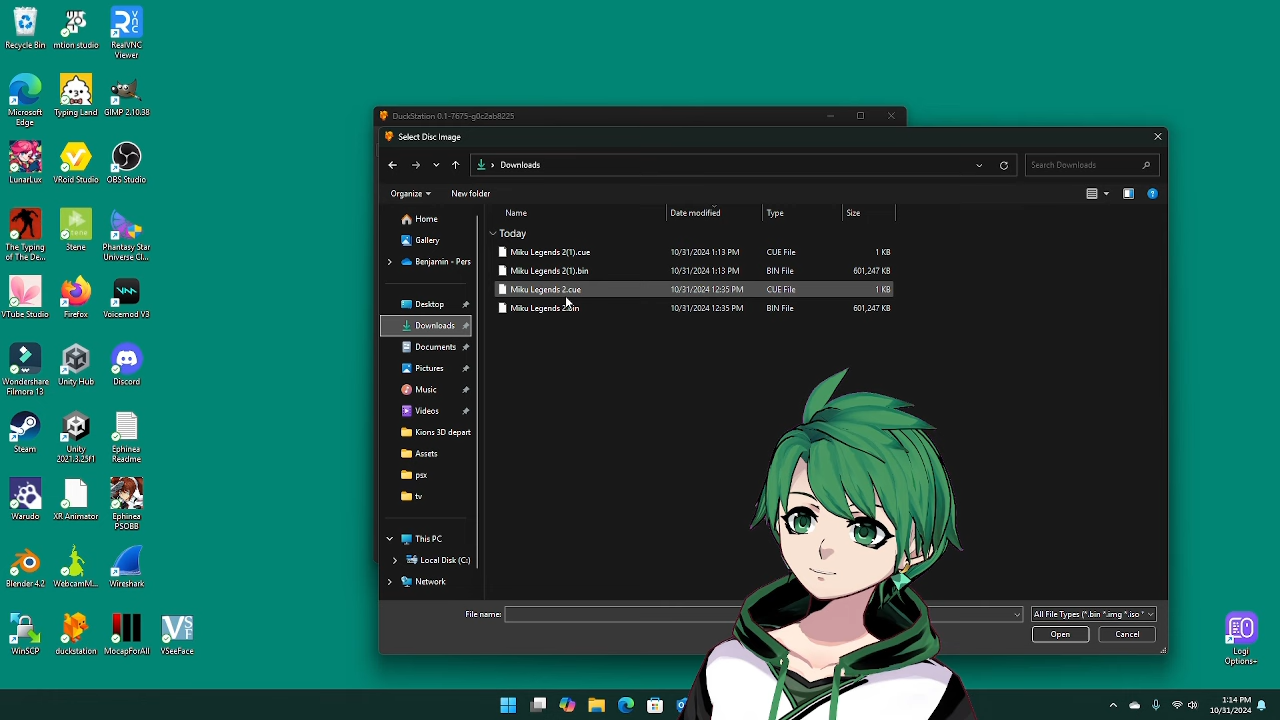 Recycle Bin
mtion studio
RealVNC
Viewer
Microsoft
Edge
Typing Land
GIMP 2.10.38
LunarLux
VRoid Studio
OBS Studio
The Typing
of The De...
3tene
Phantasy Star
Universe Cl...
VTube Studio
Firefox
Voicemod V3
Wondershare
Filmora 13
Unity Hub
Discord
Steam
Unity
2021.3.25f1
Ephinea
Readme
Warudo
XR Animator
Ephinea
PSOBB
Blender 4.2
WebcamM...
Wireshark
WinSCP
duckstation
MocapForAll
VSeeFace
DuckStation 0.1-7675-g0c2ab8225
Select Disc Image
Downloads
Search Downloads
Organize
New folder
Home
Gallery
Benjamin - Pers
Desktop
Downloads
Documents
Pictures
Music
Videos
Kions 3D depart
Assets
psx
tv
This PC
Local Disk (C:)
Network
Name
Date modified
Type
Size
Today
Miku Legends 2(1).cue
10/31/2024 1:13 PM
CUE File
1 KB
Miku Legends 2(1).bin
10/31/2024 1:13 PM
BIN File
601,247 KB
Miku Legends 2.cue
10/31/2024 12:35 PM
CUE File
1 KB
Miku Legends 2.bin
10/31/2024 12:35 PM
BIN File
601,247 KB
File name:
All File Types (*.bin *.img *.iso *
Open
Cancel
Logi
Options+
1:14 PM
10/31/2024